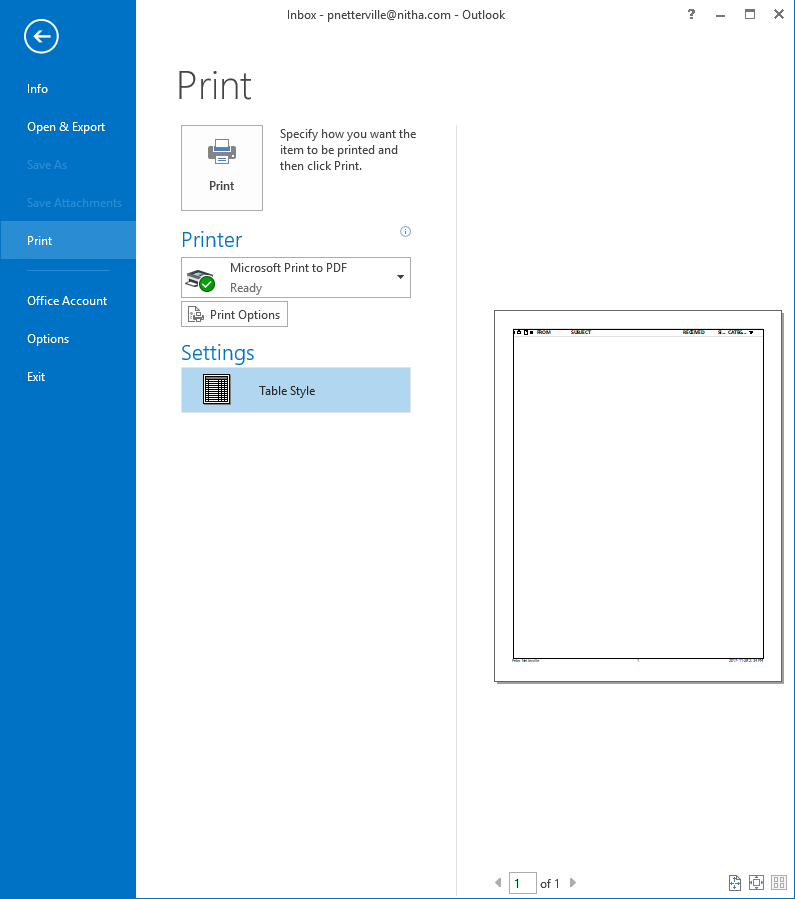 Inbox - pnetterville@nitha.com - Outlook
?
Info
Open & Export
Save As
Save Attachments
Print
Office Account
Options
Exit
Print
Print
Specify how you want the
item to be printed and
then click Print.
Printer
Microsoft Print to PDF
Ready
Print Options
Settings
Table Style
FROM SUBJECT RECEIVED SI... CATEG...
1
1 of 1